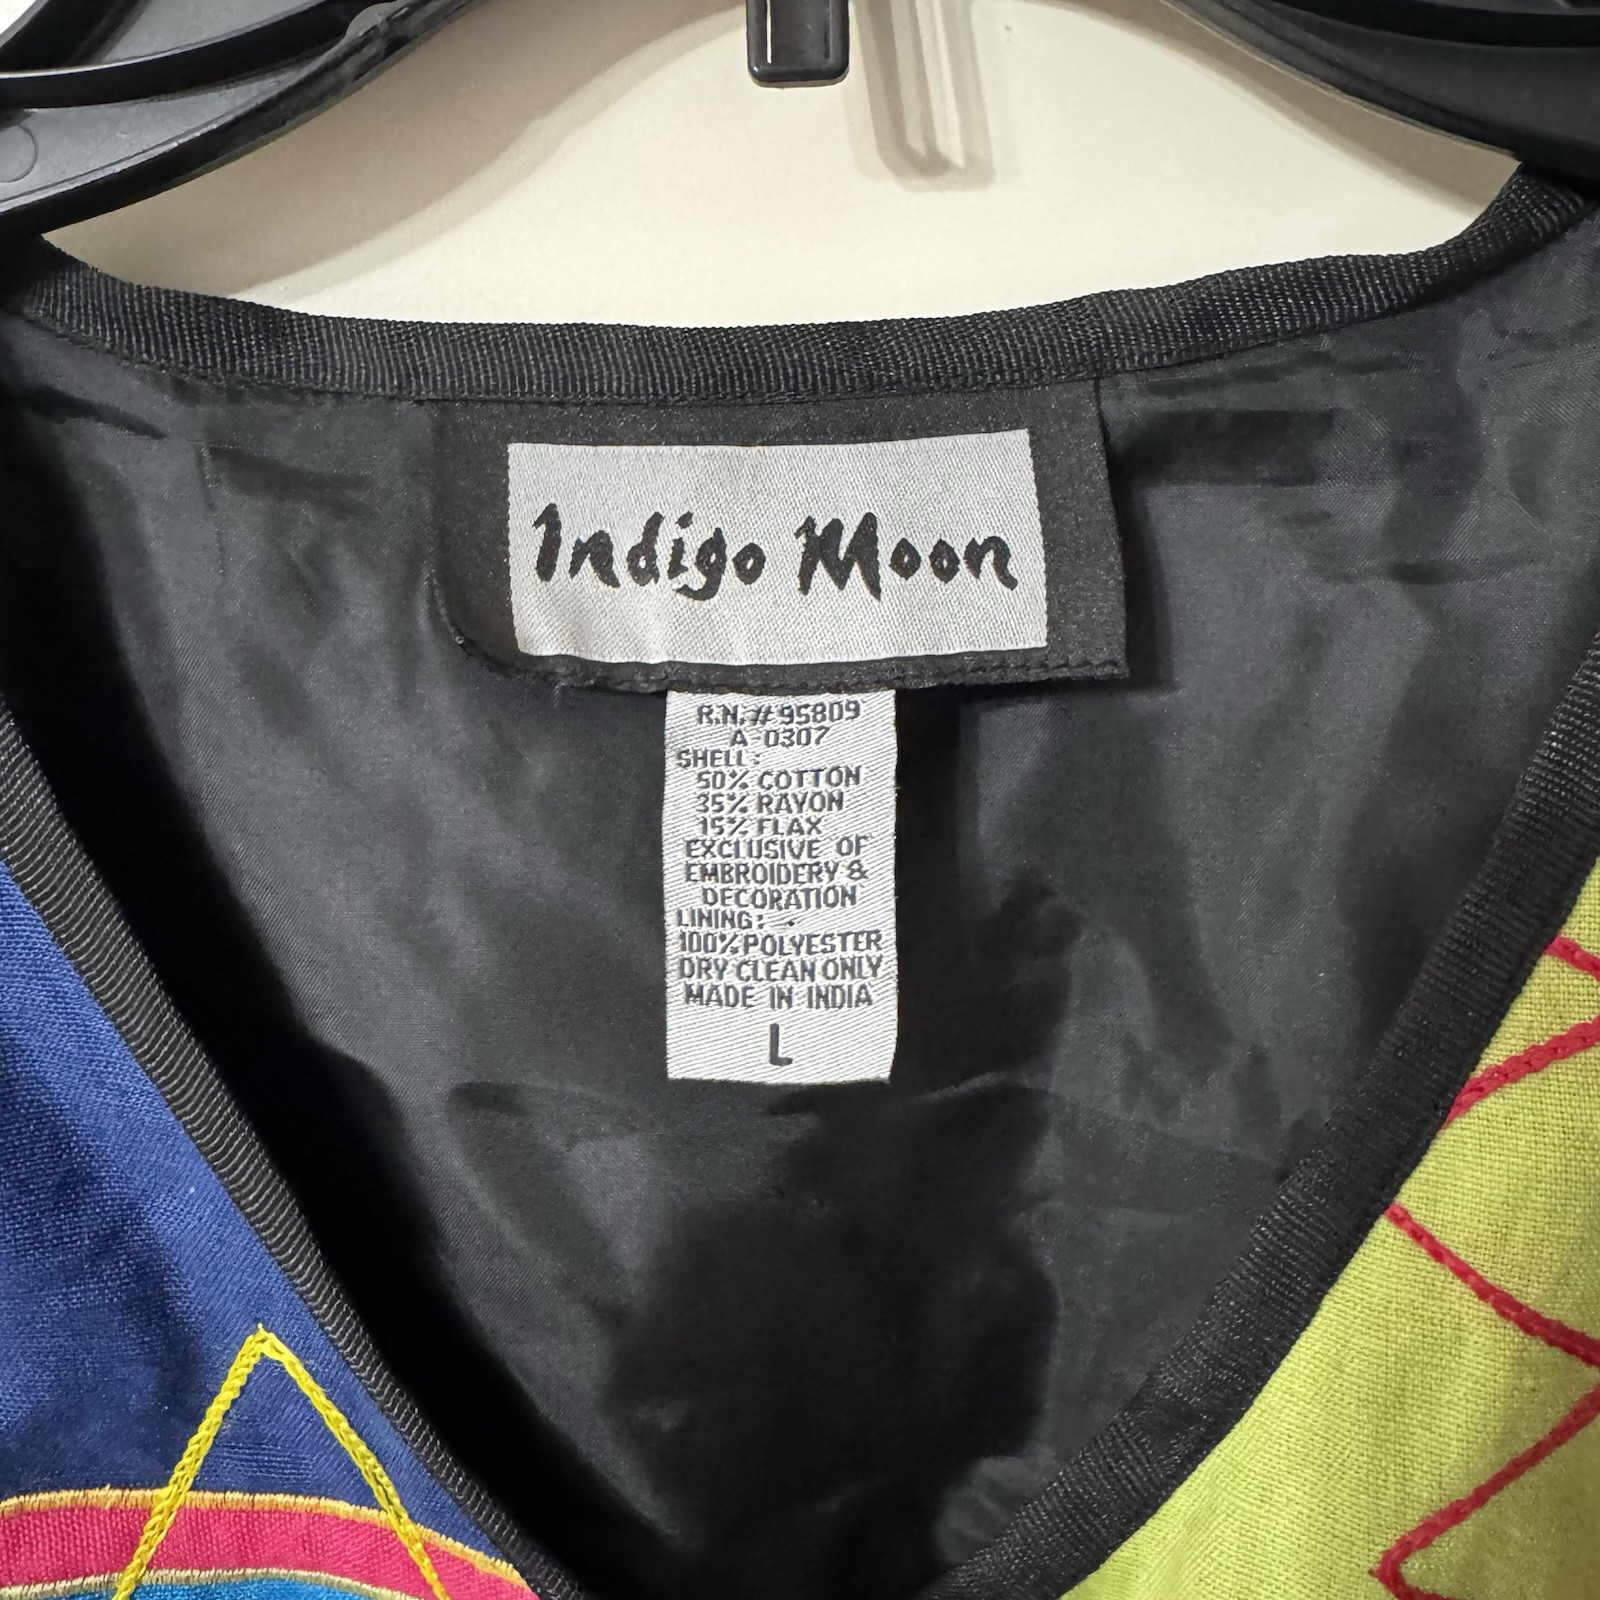 Indigo Moon
R.N.# 95809
A-0307
SHELL:
50% COTTON
35% RAYON
15% FLAX
EXCLUSIVE OF
EMBROIDERY &
DECORATION
LINING:
100% POLYESTER
DRY CLEAN ONLY
MADE IN INDIA
L